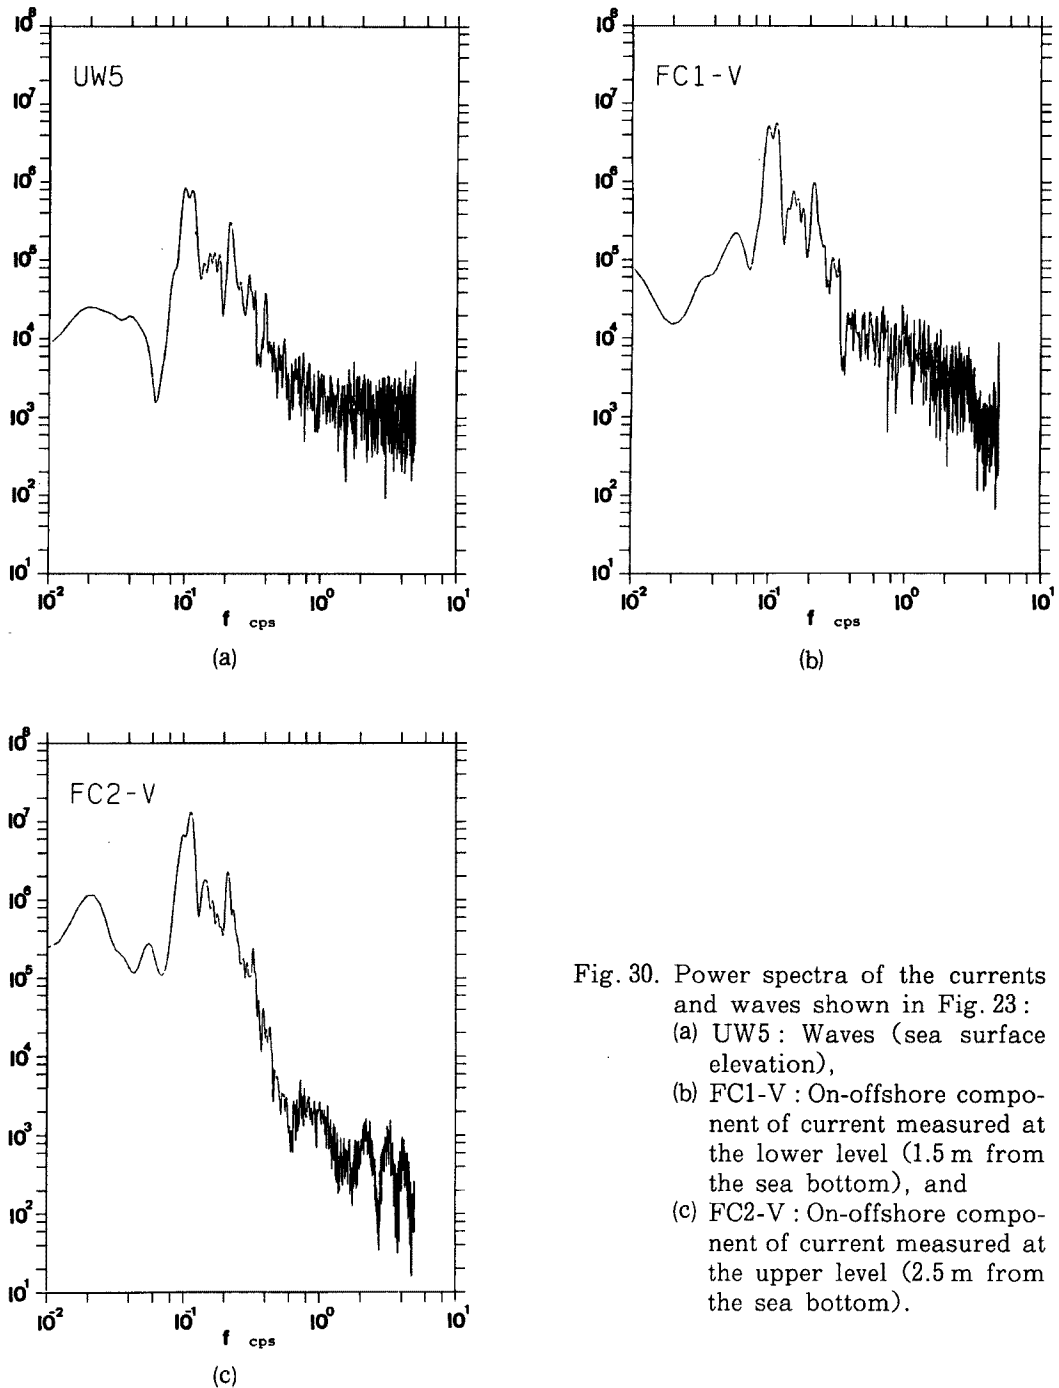 UW5
10⁸
10⁷
10⁶
10⁵
10⁴
10³
10²
10¹
10⁻² 10⁻¹ 10⁰ 10¹
f cps
(a)
FC1-V
10⁸
10⁷
10⁶
10⁵
10⁴
10³
10²
10¹
10⁻² 10⁻¹ 10⁰ 10¹
f cps
(b)
FC2-V
10⁸
10⁷
10⁶
10⁵
10⁴
10³
10²
10¹
10⁻² 10⁻¹ 10⁰ 10¹
f cps
(c)
Fig. 30. Power spectra of the currents
and waves shown in Fig. 23 :
(a) UW5 : Waves (sea surface
elevation),
(b) FC1-V : On-offshore compo-
nent of current measured at
the lower level (1.5 m from
the sea bottom), and
(c) FC2-V : On-offshore compo-
nent of current measured at
the upper level (2.5 m from
the sea bottom).